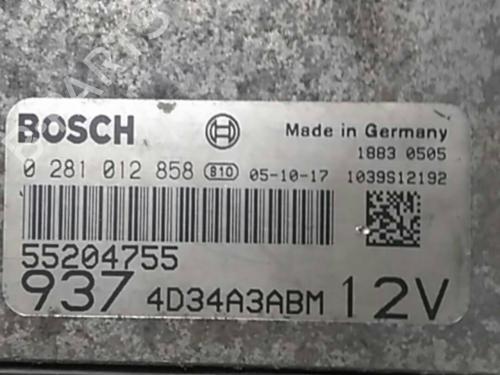 BOSCH Made in Germany
1883 0505
0 281 012 858 810 05-10-17 1039S12192
55204755
937 4D34A3ABM 12V